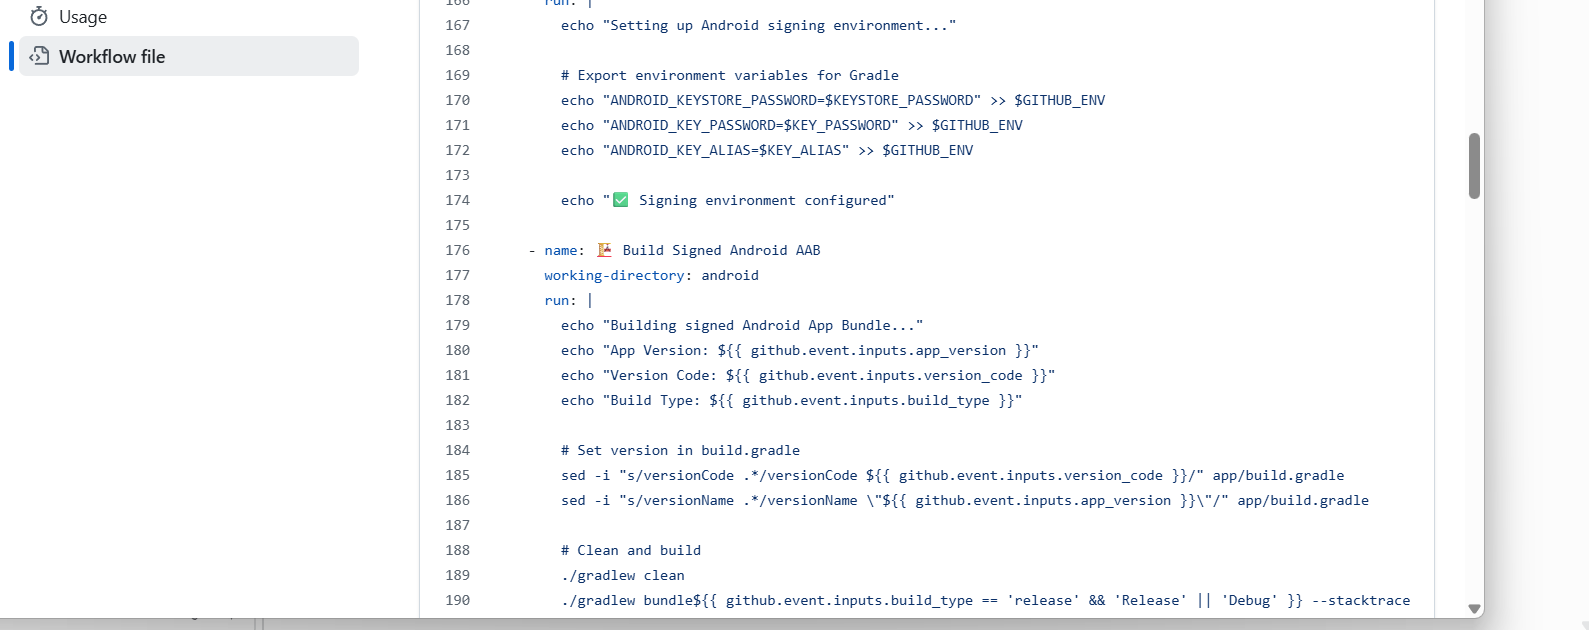 Usage
Workflow file
166 run: |
167 echo "Setting up Android signing environment..."
168
169 # Export environment variables for Gradle
170 echo "ANDROID_KEYSTORE_PASSWORD=$KEYSTORE_PASSWORD" >> $GITHUB_ENV
171 echo "ANDROID_KEY_PASSWORD=$KEY_PASSWORD" >> $GITHUB_ENV
172 echo "ANDROID_KEY_ALIAS=$KEY_ALIAS" >> $GITHUB_ENV
173
174 echo "✅ Signing environment configured"
175
176 - name: Build Signed Android AAB
177 working-directory: android
178 run: |
179 echo "Building signed Android App Bundle..."
180 echo "App Version: ${{ github.event.inputs.app_version }}"
181 echo "Version Code: ${{ github.event.inputs.version_code }}"
182 echo "Build Type: ${{ github.event.inputs.build_type }}"
183
184 # Set version in build.gradle
185 sed -i "s/versionCode .*/versionCode ${{ github.event.inputs.version_code }}/" app/build.gradle
186 sed -i "s/versionName .*/versionName \"${{ github.event.inputs.app_version }}\"/" app/build.gradle
187
188 # Clean and build
189 ./gradlew clean
190 ./gradlew bundle${{ github.event.inputs.build_type == 'release' && 'Release' || 'Debug' }} --stacktrace